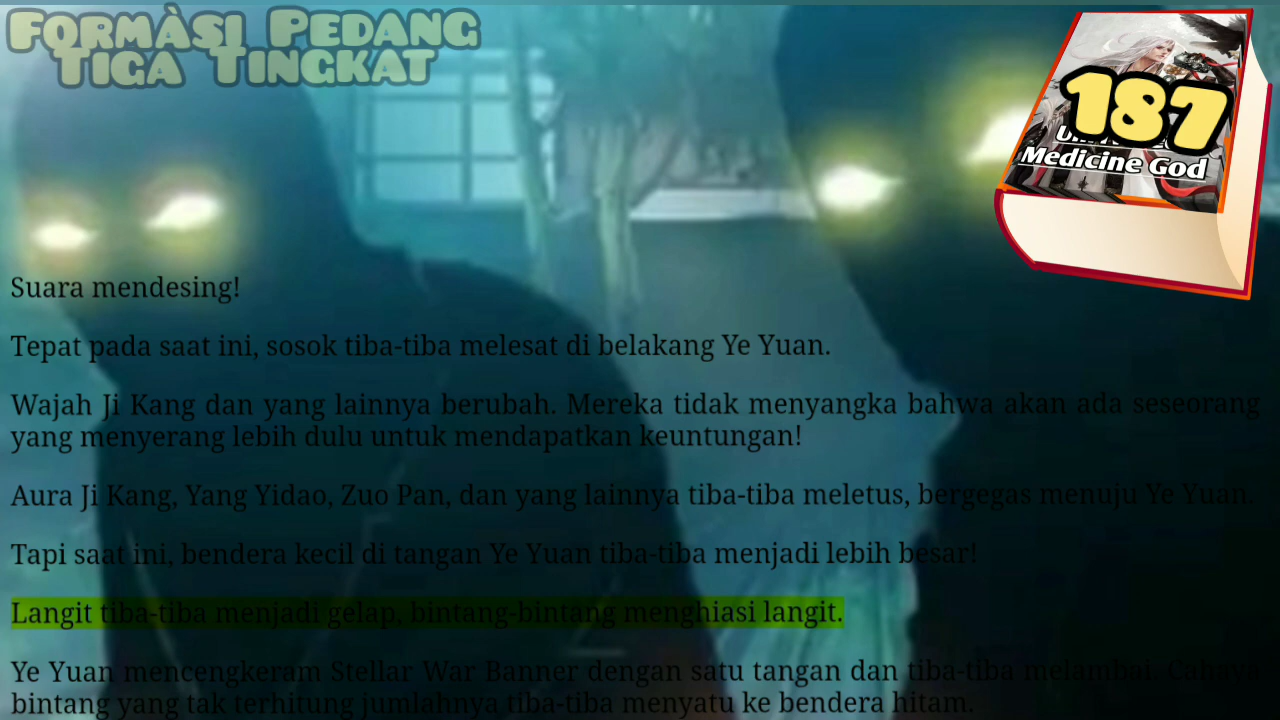 Formàsi Pedang
Tiga Tingkat
187
Medicine God
Suara mendesing!
Tepat pada saat ini, sosok tiba-tiba melesat di belakang Ye Yuan.
Wajah Ji Kang dan yang lainnya berubah. Mereka tidak menyangka bahwa akan ada seseorang
yang menyerang lebih dulu untuk mendapatkan keuntungan!
Aura Ji Kang, Yang Yidao, Zuo Pan, dan yang lainnya tiba-tiba meletus, bergegas menuju Ye Yuan.
Tapi saat ini, bendera kecil di tangan Ye Yuan tiba-tiba menjadi lebih besar!
Langit tiba-tiba menjadi gelap, bintang-bintang menghiasi langit.
Ye Yuan mencengkeram Stellar War Banner dengan satu tangan dan tiba-tiba melambai. Cahaya
bintang yang tak terhitung jumlahnya tiba-tiba menyatu ke bendera hitam.